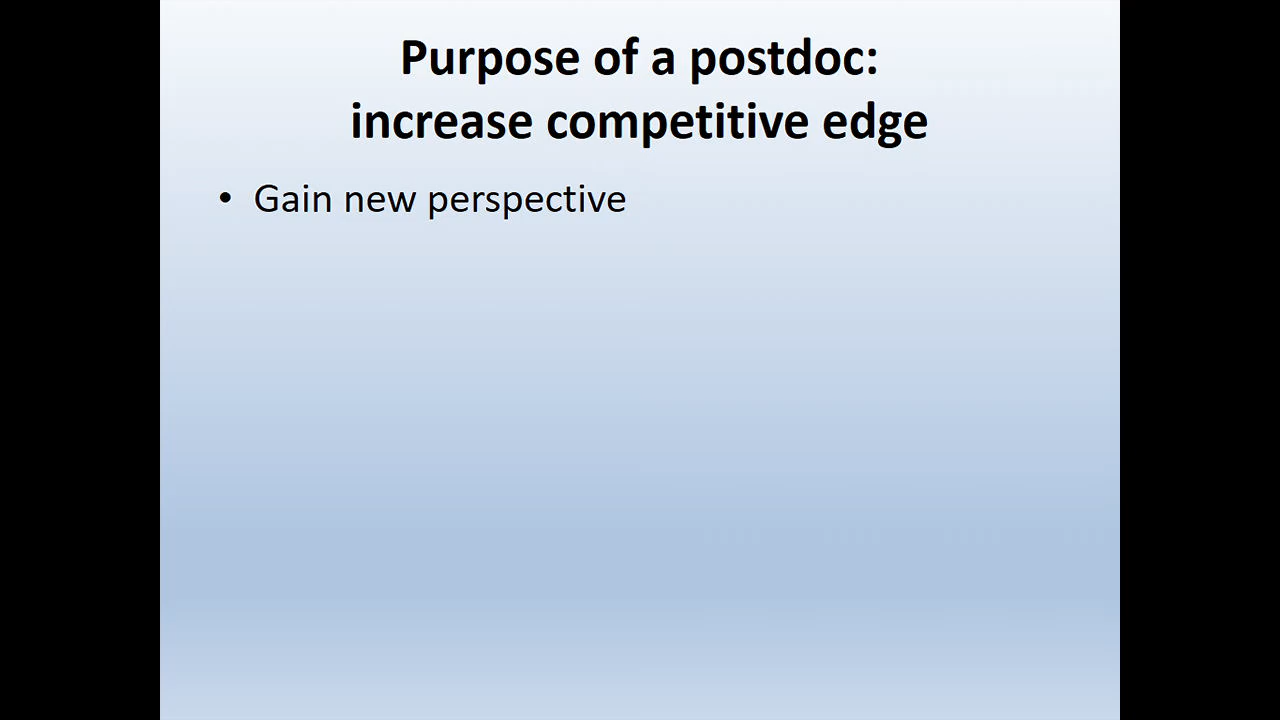 Purpose of a postdoc:
increase competitive edge
• Gain new perspective